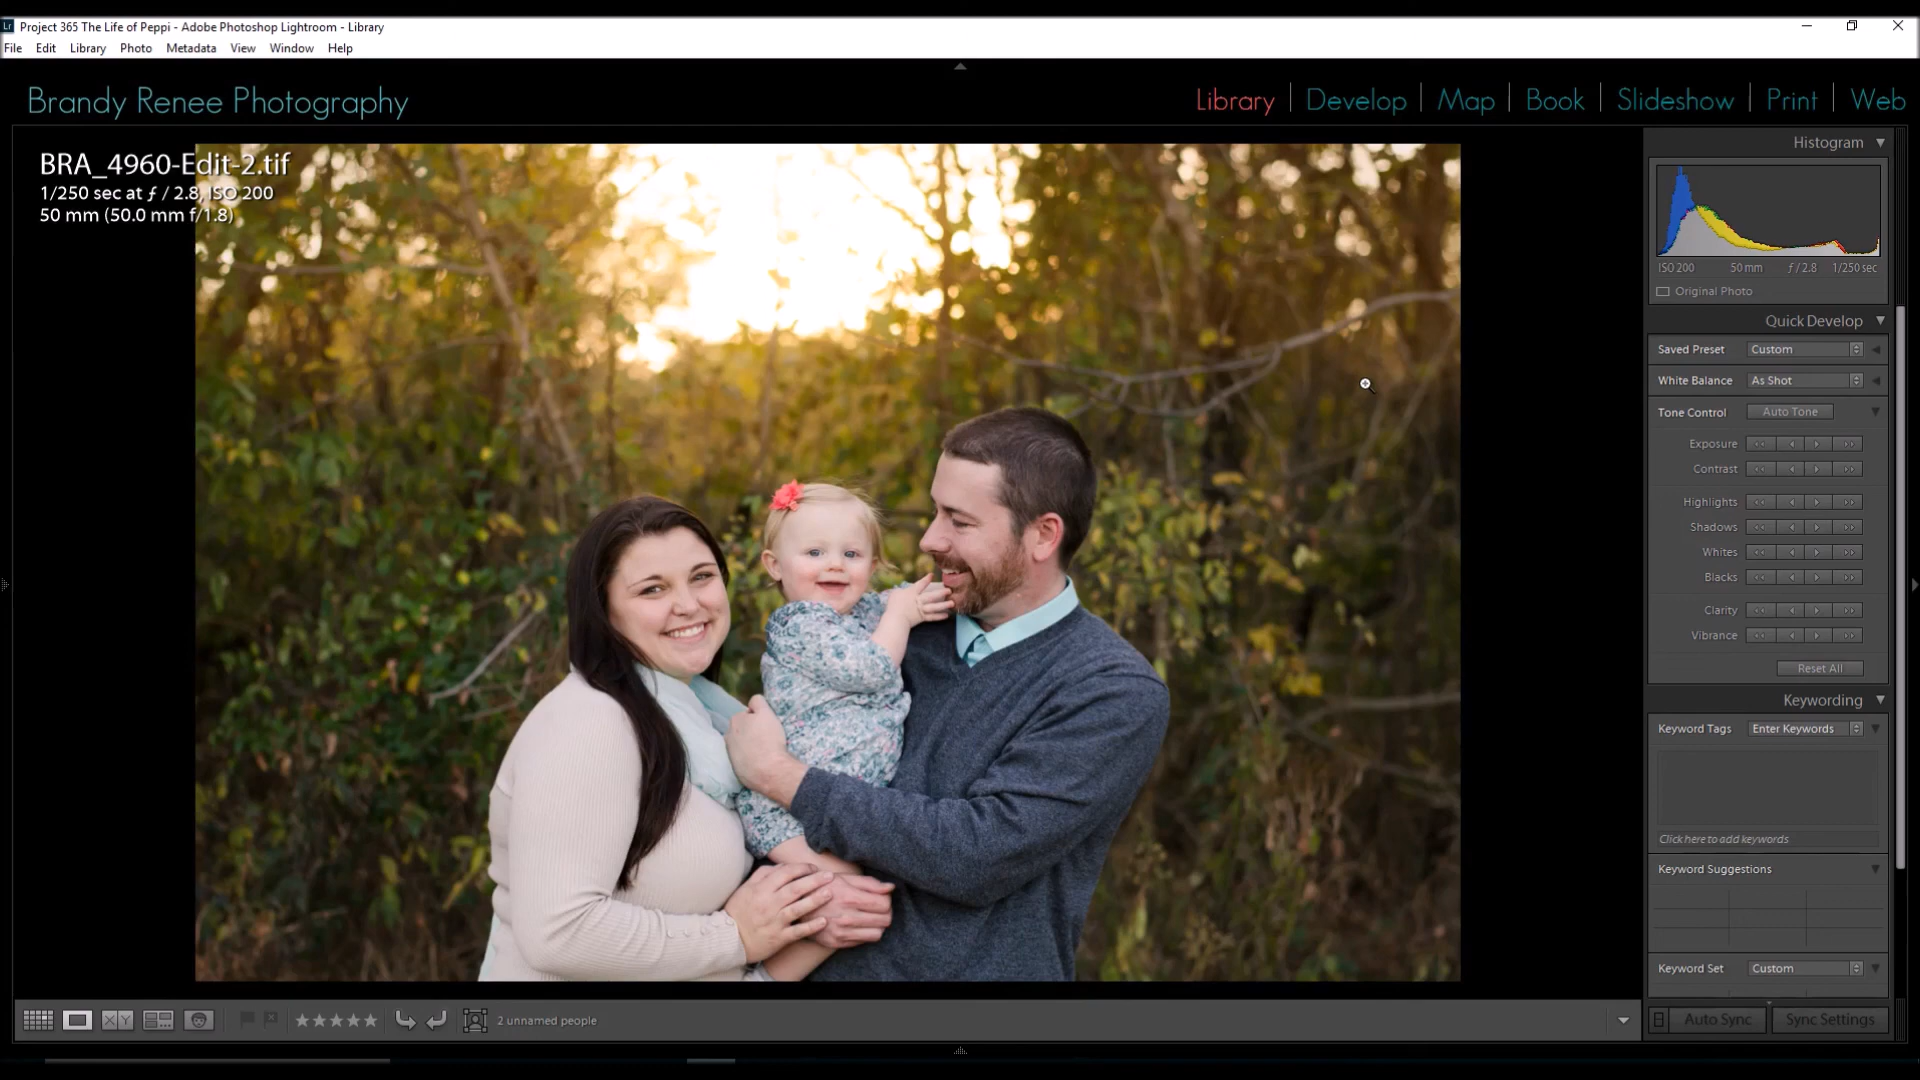 Lr Project 365 The Life of Peppi - Adobe Photoshop Lightroom - Library
File Edit Library Photo Metadata View Window Help
Brandy Renee Photography
Library Develop Map Book Slideshow Print Web
BRA_4960-Edit-2.tif
1/250 sec at ƒ / 2.8, ISO 200
50 mm (50.0 mm f/1.8)
Histogram
ISO 200 50 mm ƒ / 2.8 1/250 sec
Original Photo
Quick Develop
Saved Preset Custom
White Balance As Shot
Tone Control Auto Tone
Exposure
Contrast
Highlights
Shadows
Whites
Blacks
Clarity
Vibrance
Reset All
Keywording
Keyword Tags Enter Keywords
Click here to add keywords
Keyword Suggestions
Keyword Set Custom
X Y
2 unnamed people
Auto Sync Sync Settings